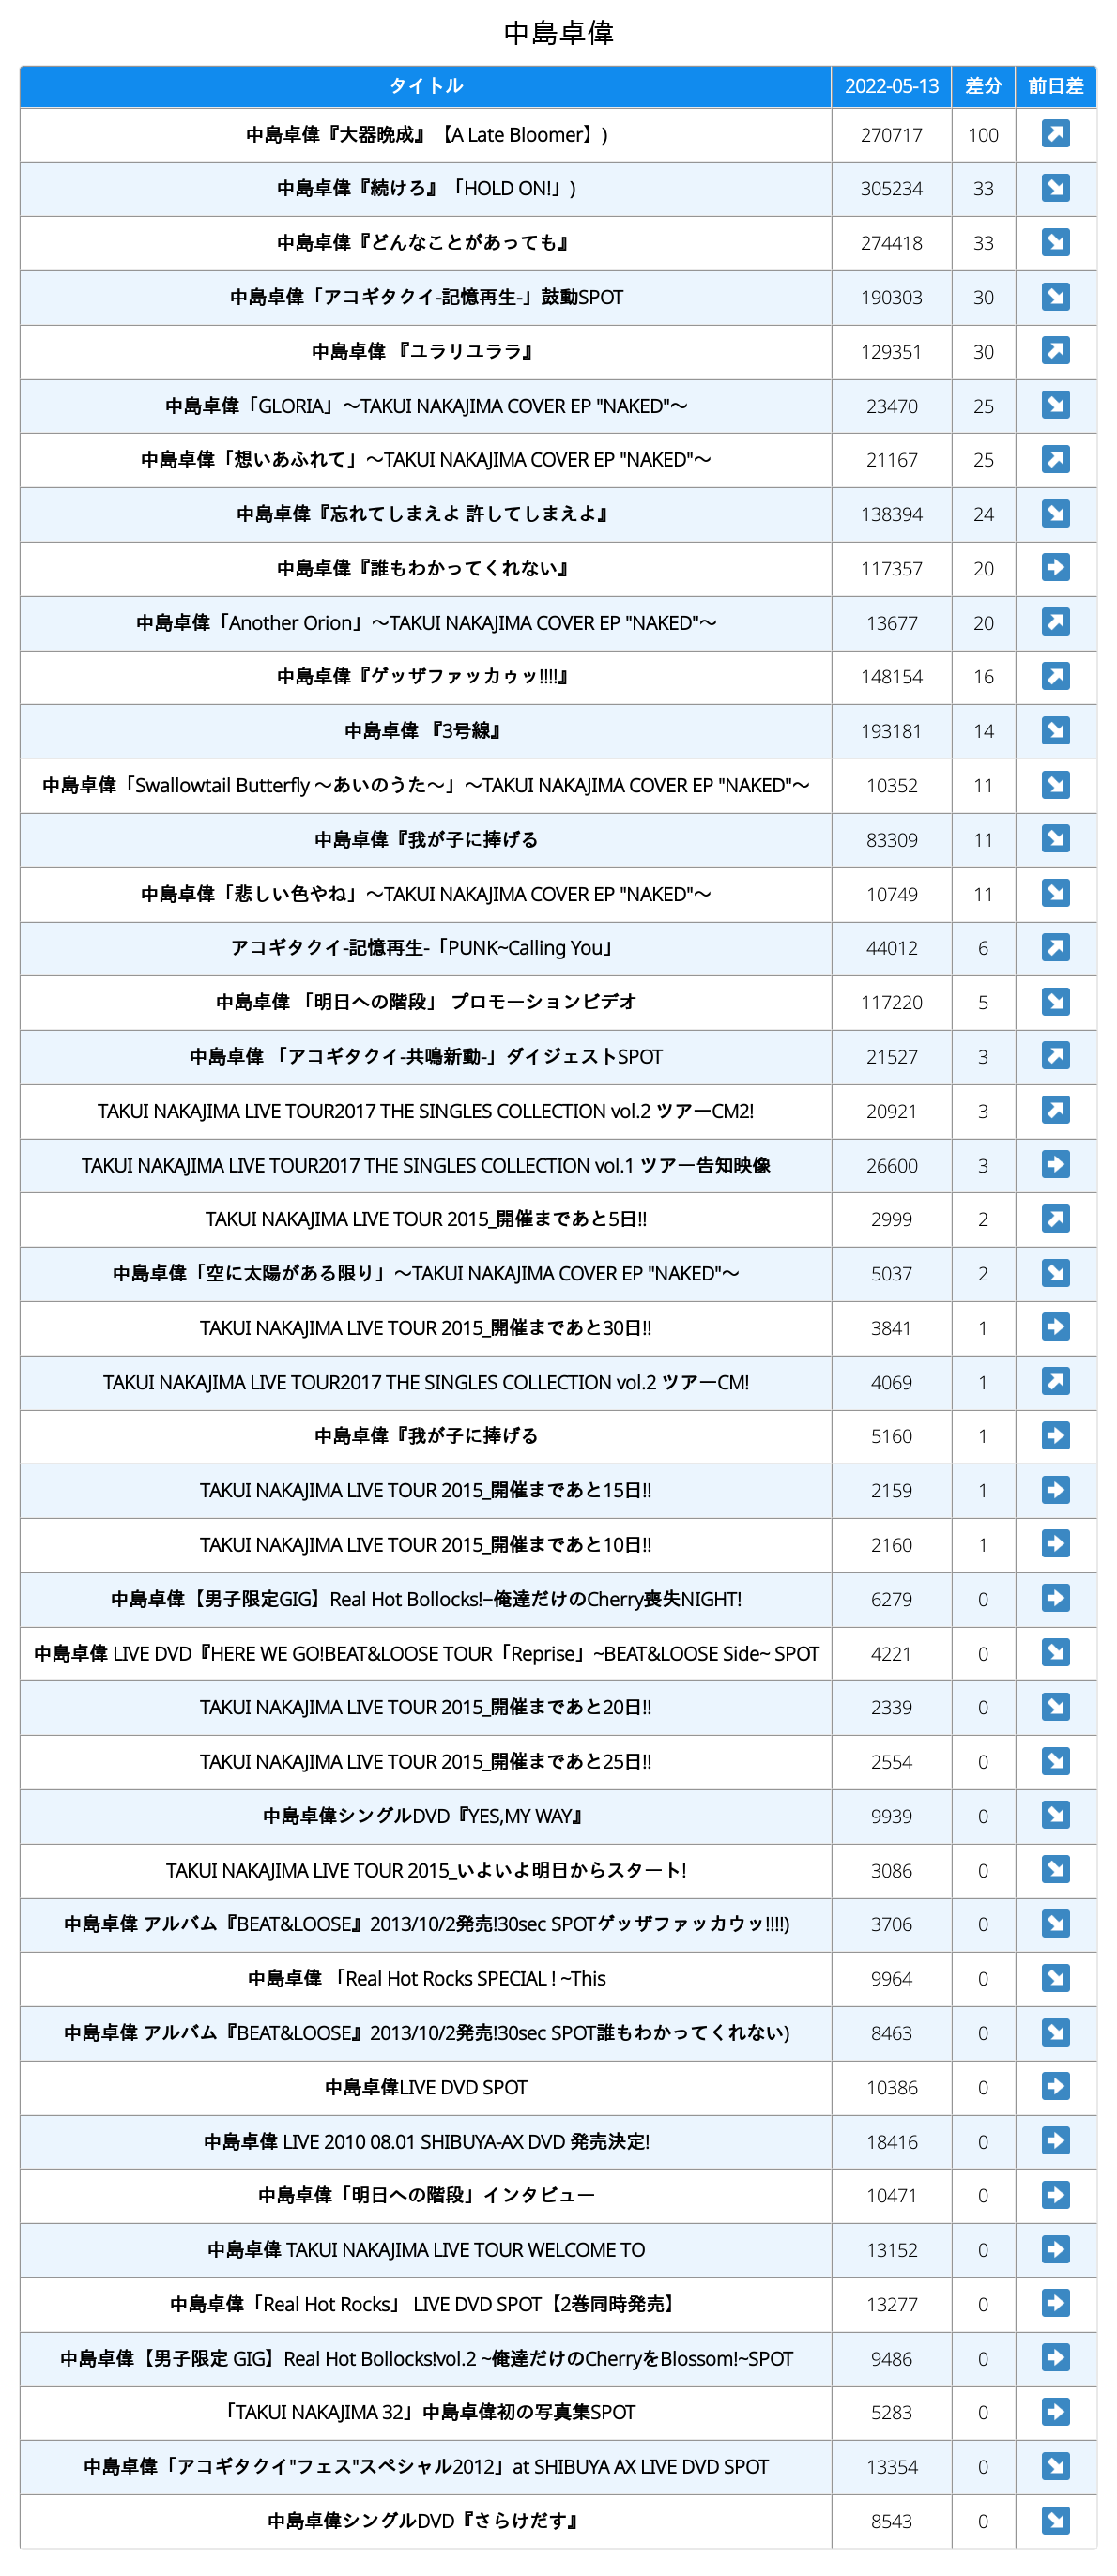 中島卓偉
タイトル 2022-05-13 差分 前日差
中島卓偉『大器晩成』【A Late Bloomer】) 270717 100 ↗
中島卓偉『続けろ』「HOLD ON!」) 305234 33 ↘
中島卓偉『どんなことがあっても』 274418 33 ↘
中島卓偉「アコギタクイ-記憶再生-」鼓動SPOT 190303 30 ↘
中島卓偉 『ユラリユララ』 129351 30 ↗
中島卓偉「GLORIA」〜TAKUI NAKAJIMA COVER EP "NAKED"〜 23470 25 ↘
中島卓偉「想いあふれて」〜TAKUI NAKAJIMA COVER EP "NAKED"〜 21167 25 ↗
中島卓偉『忘れてしまえよ 許してしまえよ』 138394 24 ↘
中島卓偉『誰もわかってくれない』 117357 20 ➡
中島卓偉「Another Orion」〜TAKUI NAKAJIMA COVER EP "NAKED"〜 13677 20 ↗
中島卓偉『ゲッザファッカゥッ!!!!』 148154 16 ↗
中島卓偉 『3号線』 193181 14 ↘
中島卓偉「Swallowtail Butterfly 〜あいのうた〜」〜TAKUI NAKAJIMA COVER EP "NAKED"〜 10352 11 ↘
中島卓偉『我が子に捧げる 83309 11 ↘
中島卓偉「悲しい色やね」〜TAKUI NAKAJIMA COVER EP "NAKED"〜 10749 11 ↘
アコギタクイ-記憶再生-「PUNK~Calling You」 44012 6 ↗
中島卓偉 「明日への階段」 プロモーションビデオ 117220 5 ↘
中島卓偉 「アコギタクイ-共鳴新動-」ダイジェストSPOT 21527 3 ↗
TAKUI NAKAJIMA LIVE TOUR2017 THE SINGLES COLLECTION vol.2 ツアーCM2! 20921 3 ↗
TAKUI NAKAJIMA LIVE TOUR2017 THE SINGLES COLLECTION vol.1 ツアー告知映像 26600 3 ➡
TAKUI NAKAJIMA LIVE TOUR 2015_開催まであと5日!! 2999 2 ↗
中島卓偉「空に太陽がある限り」〜TAKUI NAKAJIMA COVER EP "NAKED"〜 5037 2 ↘
TAKUI NAKAJIMA LIVE TOUR 2015_開催まであと30日!! 3841 1 ➡
TAKUI NAKAJIMA LIVE TOUR2017 THE SINGLES COLLECTION vol.2 ツアーCM! 4069 1 ↗
中島卓偉『我が子に捧げる 5160 1 ➡
TAKUI NAKAJIMA LIVE TOUR 2015_開催まであと15日!! 2159 1 ➡
TAKUI NAKAJIMA LIVE TOUR 2015_開催まであと10日!! 2160 1 ➡
中島卓偉【男子限定GIG】Real Hot Bollocks!−俺達だけのCherry喪失NIGHT! 6279 0 ➡
中島卓偉 LIVE DVD『HERE WE GO!BEAT&LOOSE TOUR「Reprise」~BEAT&LOOSE Side~ SPOT 4221 0 ↘
TAKUI NAKAJIMA LIVE TOUR 2015_開催まであと20日!! 2339 0 ↘
TAKUI NAKAJIMA LIVE TOUR 2015_開催まであと25日!! 2554 0 ↘
中島卓偉シングルDVD『YES,MY WAY』 9939 0 ↘
TAKUI NAKAJIMA LIVE TOUR 2015_いよいよ明日からスタート! 3086 0 ↘
中島卓偉 アルバム『BEAT&LOOSE』2013/10/2発売!30sec SPOTゲッザファッカウッ!!!!) 3706 0 ↘
中島卓偉 「Real Hot Rocks SPECIAL ! ~This 9964 0 ↘
中島卓偉 アルバム『BEAT&LOOSE』2013/10/2発売!30sec SPOT誰もわかってくれない) 8463 0 ↘
中島卓偉LIVE DVD SPOT 10386 0 ➡
中島卓偉 LIVE 2010 08.01 SHIBUYA-AX DVD 発売決定! 18416 0 ➡
中島卓偉「明日への階段」インタビュー 10471 0 ➡
中島卓偉 TAKUI NAKAJIMA LIVE TOUR WELCOME TO 13152 0 ➡
中島卓偉「Real Hot Rocks」 LIVE DVD SPOT【2巻同時発売】 13277 0 ➡
中島卓偉【男子限定 GIG】Real Hot Bollocks!vol.2 ~俺達だけのCherryをBlossom!~SPOT 9486 0 ➡
「TAKUI NAKAJIMA 32」中島卓偉初の写真集SPOT 5283 0 ➡
中島卓偉「アコギタクイ"フェス"スペシャル2012」at SHIBUYA AX LIVE DVD SPOT 13354 0 ↘
中島卓偉シングルDVD『さらけだす』 8543 0 ↘